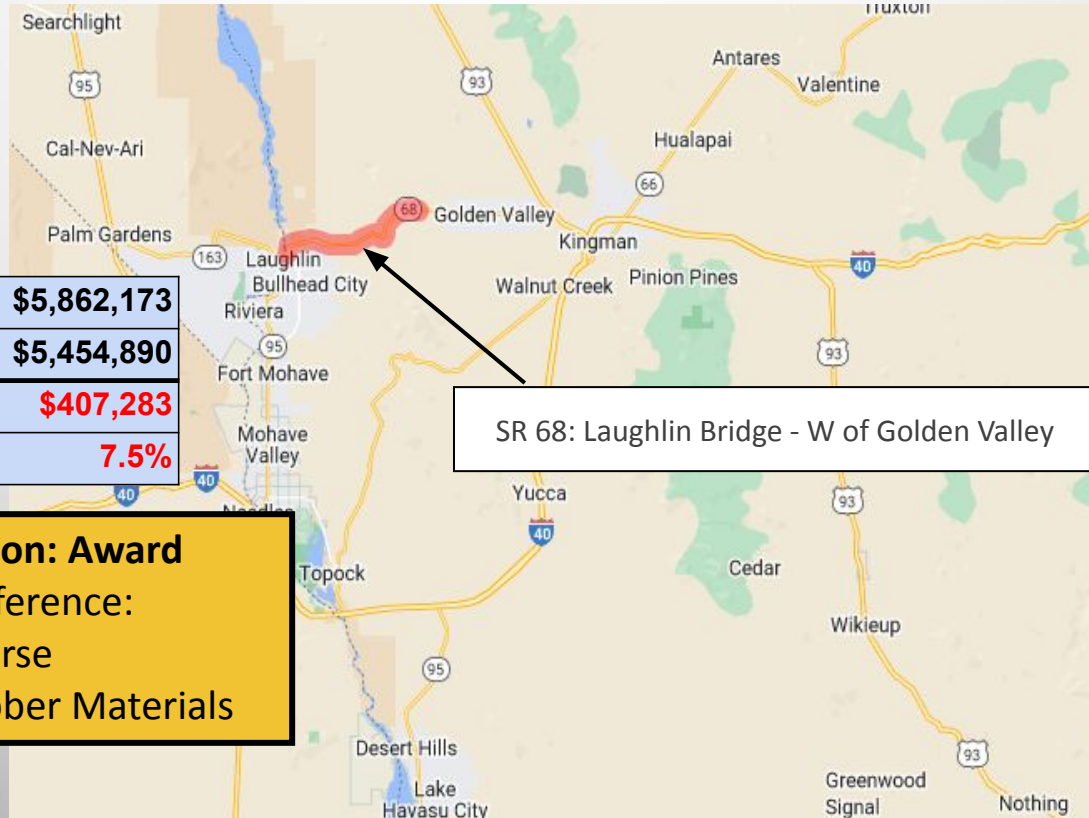 Searchlight
Truxton
95
93
Antares
Valentine
Cal-Nev-Ari
Hualapai
66
68
Golden Valley
Palm Gardens
163
Laughlin
Kingman
40
Bullhead City
Walnut Creek
Pinion Pines
$5,862,173
Riviera
$5,454,890
95
93
Fort Mohave
$407,283
SR 68: Laughlin Bridge - W of Golden Valley
Mohave
Valley
7.5%
40
40
Yucca
93
40
on: Award
ference:
rse
ber Materials
Topock
Cedar
Wikieup
95
Desert Hills
93
Lake
Havasu City
Greenwood
Signal
Nothing